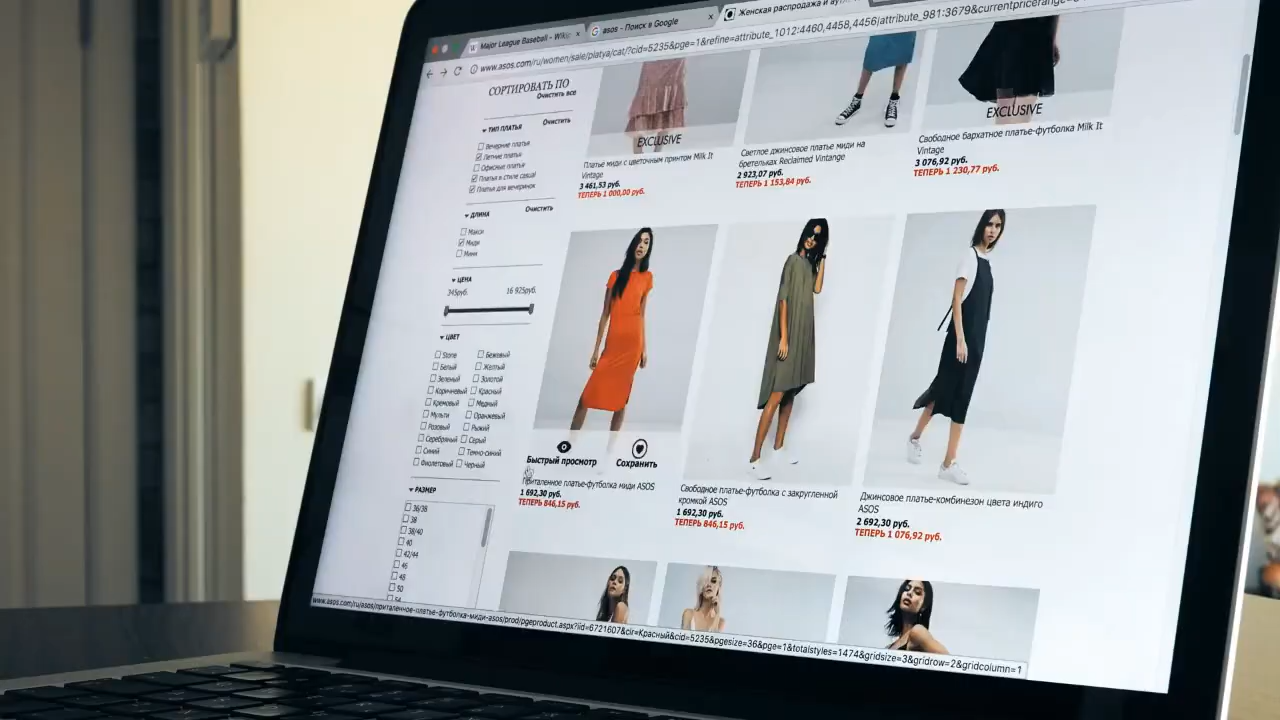 Major League Baseball - Wiki
asos - Поиск в Google
Женская распродажа и аутл
www.asos.com/ru/women/sale/platya/cat/?cid=5235&pge=1&refine=attribute_1012:4460,4458,4456|attribute_981:3679&currentpricerange=
СОРТИРОВАТЬ ПО
Очистить все
ТИП ПЛАТЬЯ
Очистить
Вечерние платья
Летние платья
Офисные платья
Платья в стиле casual
Платья для вечеринок
ДЛИНА
Очистить
Макси
Миди
Мини
ЦЕНА
345руб.
16 925руб.
ЦВЕТ
Stone
Бежевый
Белый
Желтый
Зеленый
Золотой
Коричневый
Красный
Кремовый
Медный
Мульти
Оранжевый
Розовый
Рыжий
Серебряный
Серый
Синий
Темно-синий
Фиолетовый
Черный
РАЗМЕР
36/38
38
38/40
40
42/44
46
48
50
54
EXCLUSIVE
Платье миди с цветочным принтом Milk It
Vintage
3 461,53 руб.
ТЕПЕРЬ 1 000,00 руб.
Светлое джинсовое платье миди на
бретельках Reclaimed Vintange
2 923,07 руб.
ТЕПЕРЬ 1 153,84 руб.
EXCLUSIVE
Свободное бархатное платье-футболка Milk It
Vintage
3 076,92 руб.
ТЕПЕРЬ 1 230,77 руб.
Быстрый просмотр
Сохранить
Приталенное платье-футболка миди ASOS
1 692,30 руб.
ТЕПЕРЬ 846,15 руб.
Свободное платье-футболка с закругленной
кромкой ASOS
1 692,30 руб.
ТЕПЕРЬ 846,15 руб.
Джинсовое платье-комбинезон цвета индиго
ASOS
2 692,30 руб.
ТЕПЕРЬ 1 076,92 руб.
www.asos.com/ru/asos/приталенное-платье-футболка-миди-asos/prod/pgeproduct.aspx?iid=6721607&clr=Красный&cid=5235&pgesize=36&pge=1&totalstyles=1474&gridsize=3&gridrow=2&gridcolumn=1